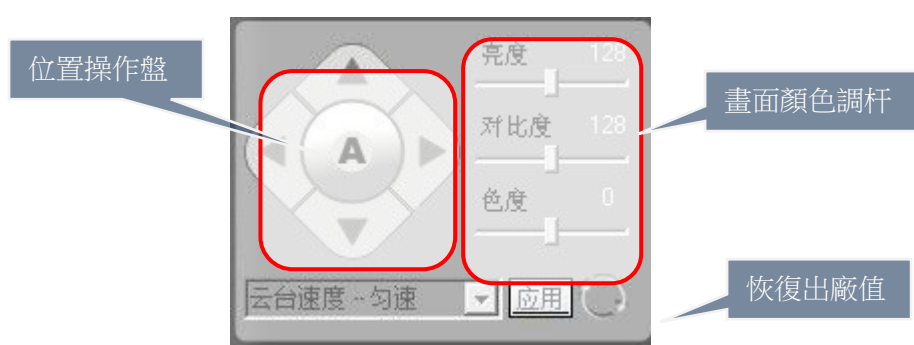 位置操作盤
亮度 128
畫面顏色調杆
对比度 128
A
色度 0
云台速度--匀速
应用
恢復出廠值